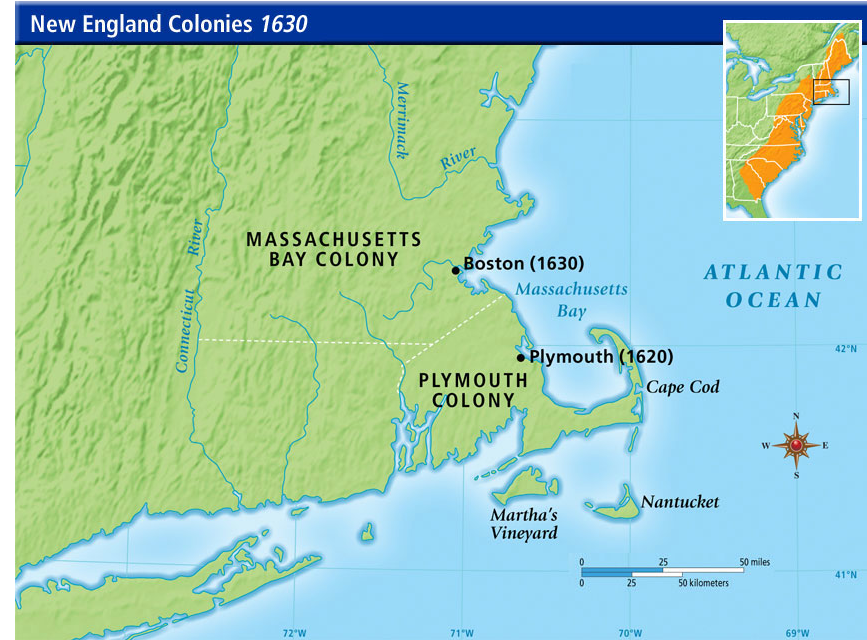 New England Colonies 1630
Merrimack
River
Connecticut River
MASSACHUSETTS
BAY COLONY
Boston (1630)
Massachusetts
Bay
ATLANTIC
OCEAN
42°N
Plymouth (1620)
PLYMOUTH
COLONY
Cape Cod
N
W
E
S
Nantucket
Martha's
Vineyard
0 25 50 miles
0 25 50 kilometers
41°N
72°W
71°W
70°W
69°W